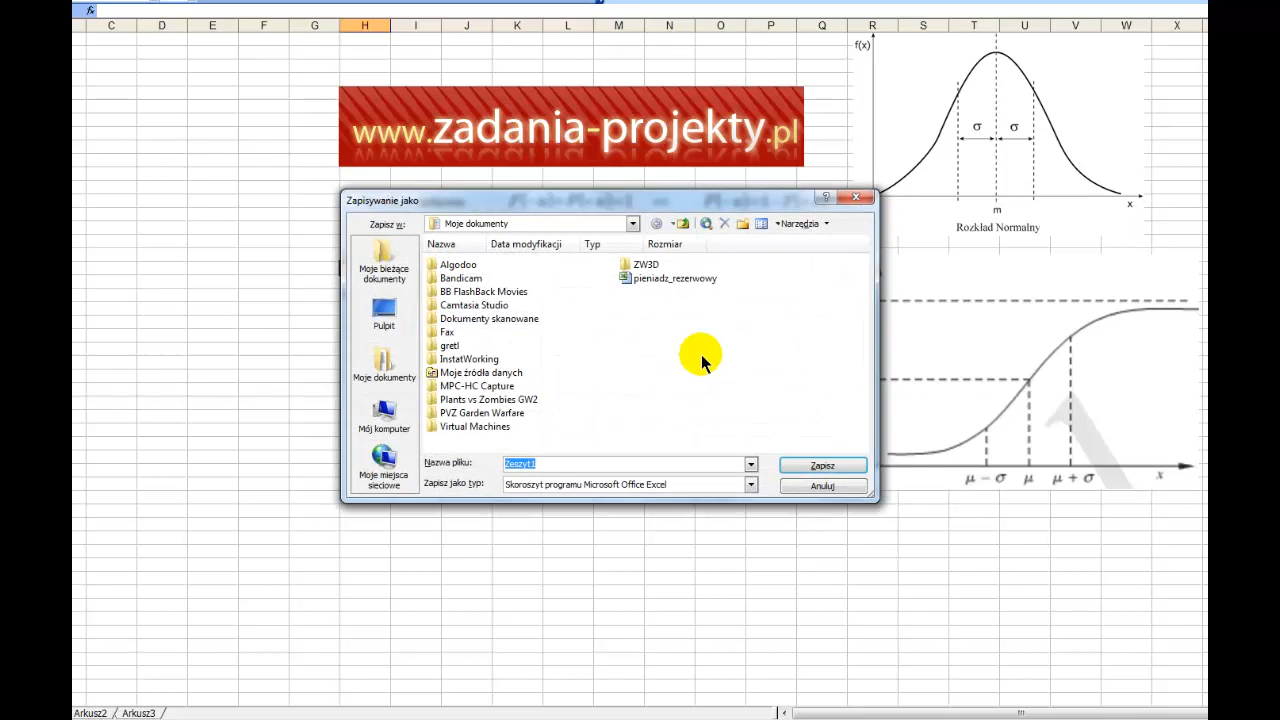 fx
C D E F G H I J K L M N O P Q R S T U V W X
f(x)
σ σ
m x
Rozkład Normalny
www.zadania-projekty.pl
Zapisywanie jako
Zapisz w: Moje dokumenty Narzędzia
Nazwa Data modyfikacji Typ Rozmiar
Moje bieżące dokumenty
Pulpit
Moje dokumenty
Mój komputer
Moje miejsca sieciowe
Algodoo
Bandicam
BB FlashBack Movies
Camtasia Studio
Dokumenty skanowane
Fax
gretl
InstatWorking
Moje źródła danych
MPC-HC Capture
Plants vs Zombies GW2
PVZ Garden Warfare
Virtual Machines
ZW3D
pieniadz_rezerwowy
Nazwa pliku: Zeszyt1 Zapisz
Zapisz jako typ: Skoroszyt programu Microsoft Office Excel Anuluj
μ − σ μ μ + σ x
Arkusz2 Arkusz3